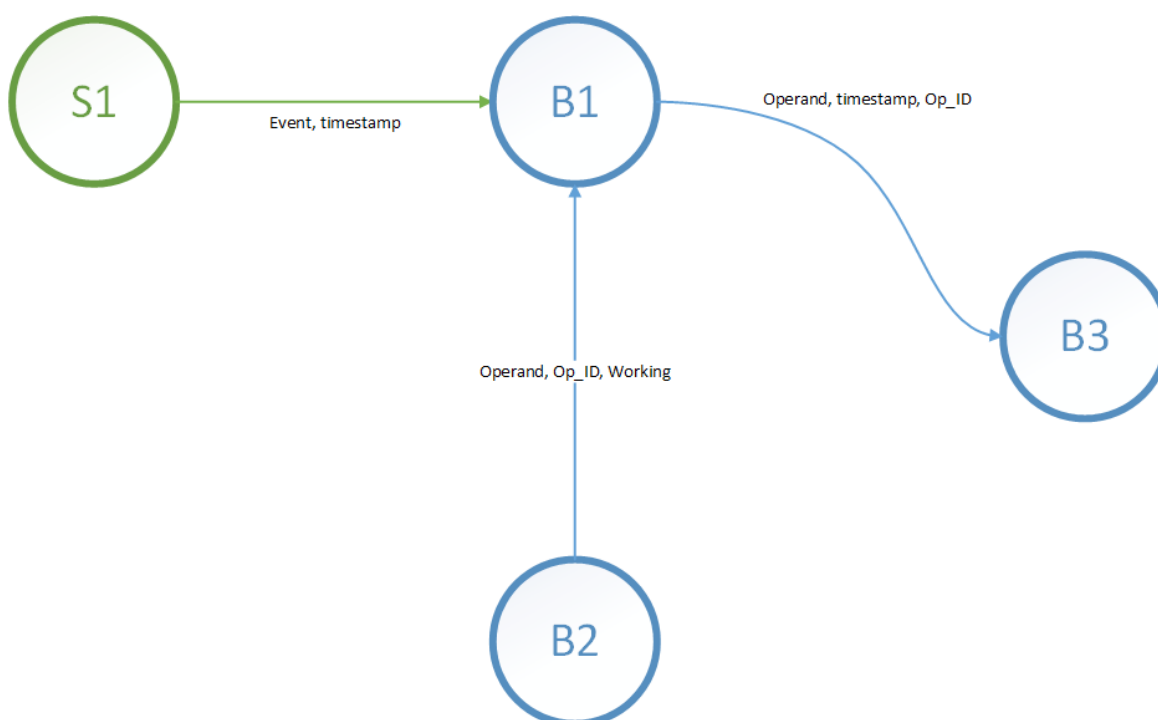 S1
B1
Operand, timestamp, Op_ID
Event, timestamp
B3
Operand, Op_ID, Working
B2